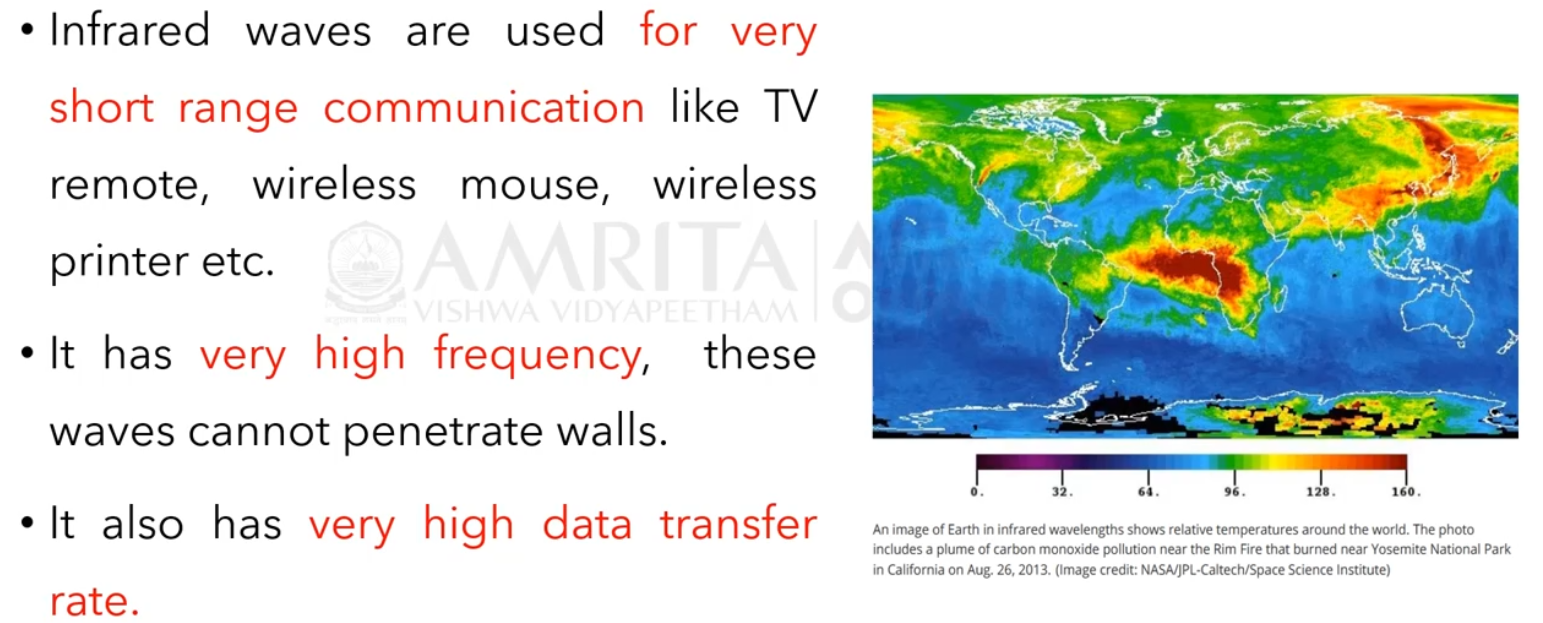 • Infrared waves are used for very
short range communication like TV
remote, wireless mouse, wireless
printer etc.
AMRITA
VISHWA VIDYAPEETHAM
• It has very high frequency, these
waves cannot penetrate walls.
• It also has very high data transfer
rate.
0. 32. 64. 96. 128. 160.
An image of Earth in infrared wavelengths shows relative temperatures around the world. The photo
includes a plume of carbon monoxide pollution near the Rim Fire that burned near Yosemite National Park
in California on Aug. 26, 2013. (Image credit: NASA/JPL-Caltech/Space Science Institute)